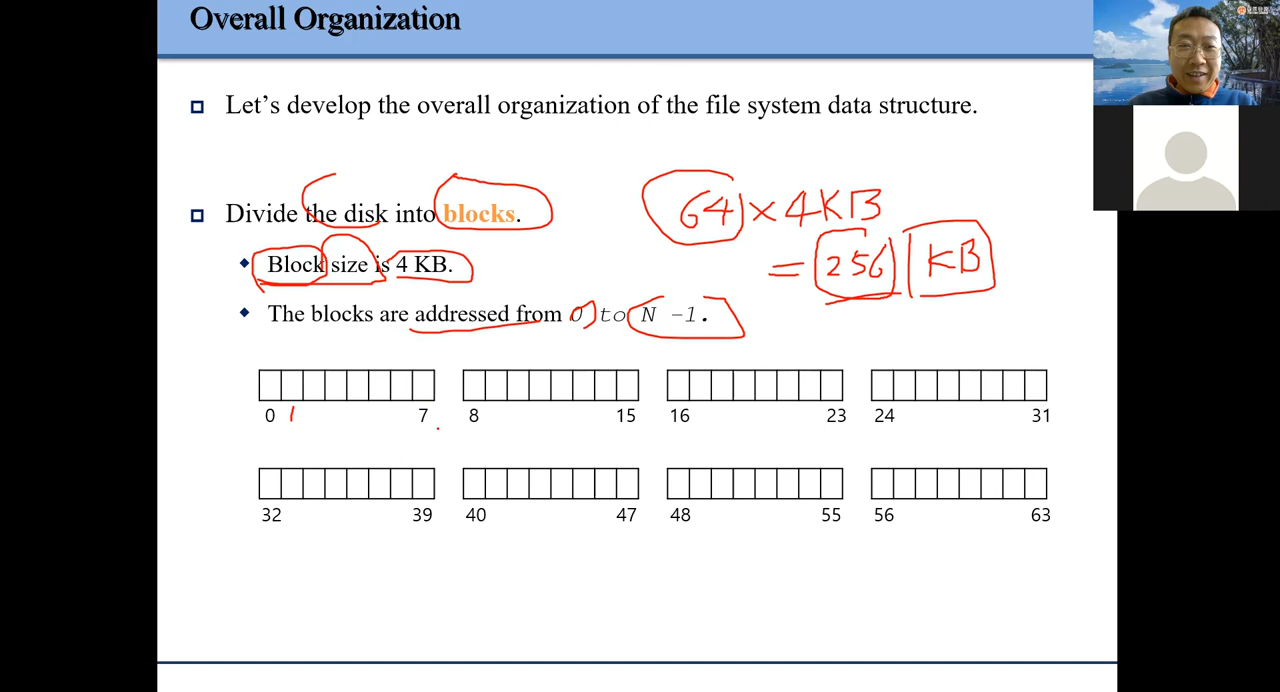 Overall Organization
Let's develop the overall organization of the file system data structure.
Divide the disk into blocks.
64 × 4KB
Block size is 4 KB.
= 256 KB
The blocks are addressed from 0 to N -1.
0 1 7 8 15 16 23 24 31
32 39 40 47 48 55 56 63